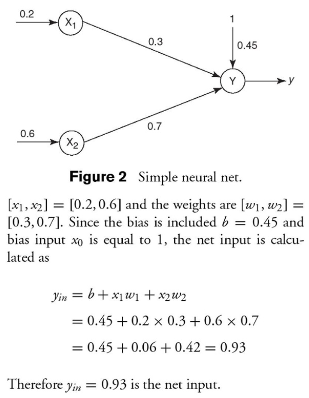 0.2
X1
1
0.3
0.45
Y
y
0.7
0.6
X2
Figure 2 Simple neural net.
[x1, x2] = [0.2, 0.6] and the weights are [w1, w2] =
[0.3, 0.7]. Since the bias is included b = 0.45 and
bias input x0 is equal to 1, the net input is calcu-
lated as
yin = b + x1 w1 + x2 w2
= 0.45 + 0.2 × 0.3 + 0.6 × 0.7
= 0.45 + 0.06 + 0.42 = 0.93
Therefore yin = 0.93 is the net input.